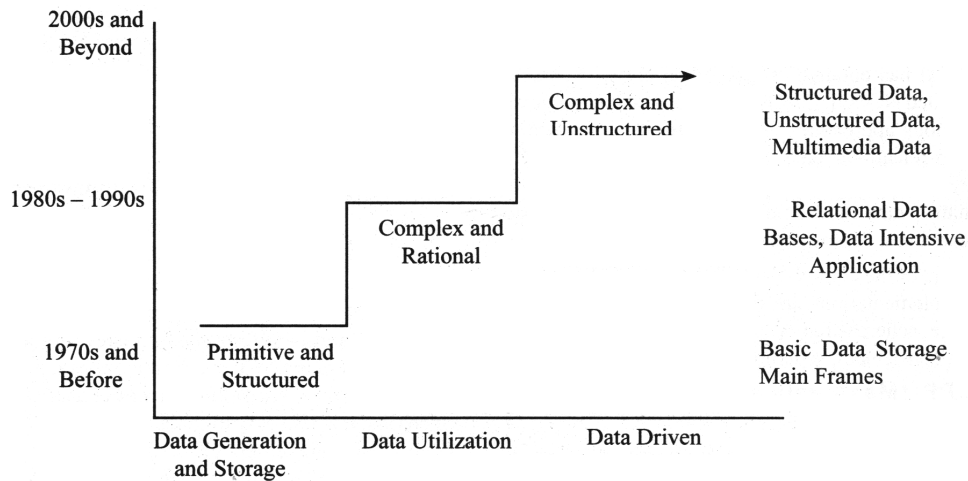 2000s and
Beyond
Complex and
Unstructured
Structured Data,
Unstructured Data,
Multimedia Data
1980s – 1990s
Complex and
Rational
Relational Data
Bases, Data Intensive
Application
1970s and
Before
Primitive and
Structured
Basic Data Storage
Main Frames
Data Generation
and Storage
Data Utilization
Data Driven